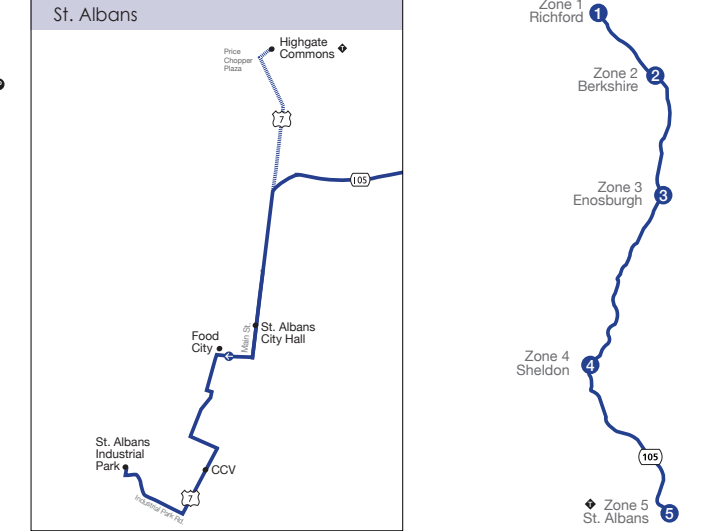 St. Albans
Price
Chopper
Plaza
Highgate
Commons
7
105
Main St.
St. Albans
City Hall
Food
City
St. Albans
Industrial
Park
CCV
7
Industrial Park Rd.
Zone 1
Richford
1
Zone 2
Berkshire
2
Zone 3
Enosburgh
3
Zone 4
Sheldon
4
105
Zone 5
St. Albans
5